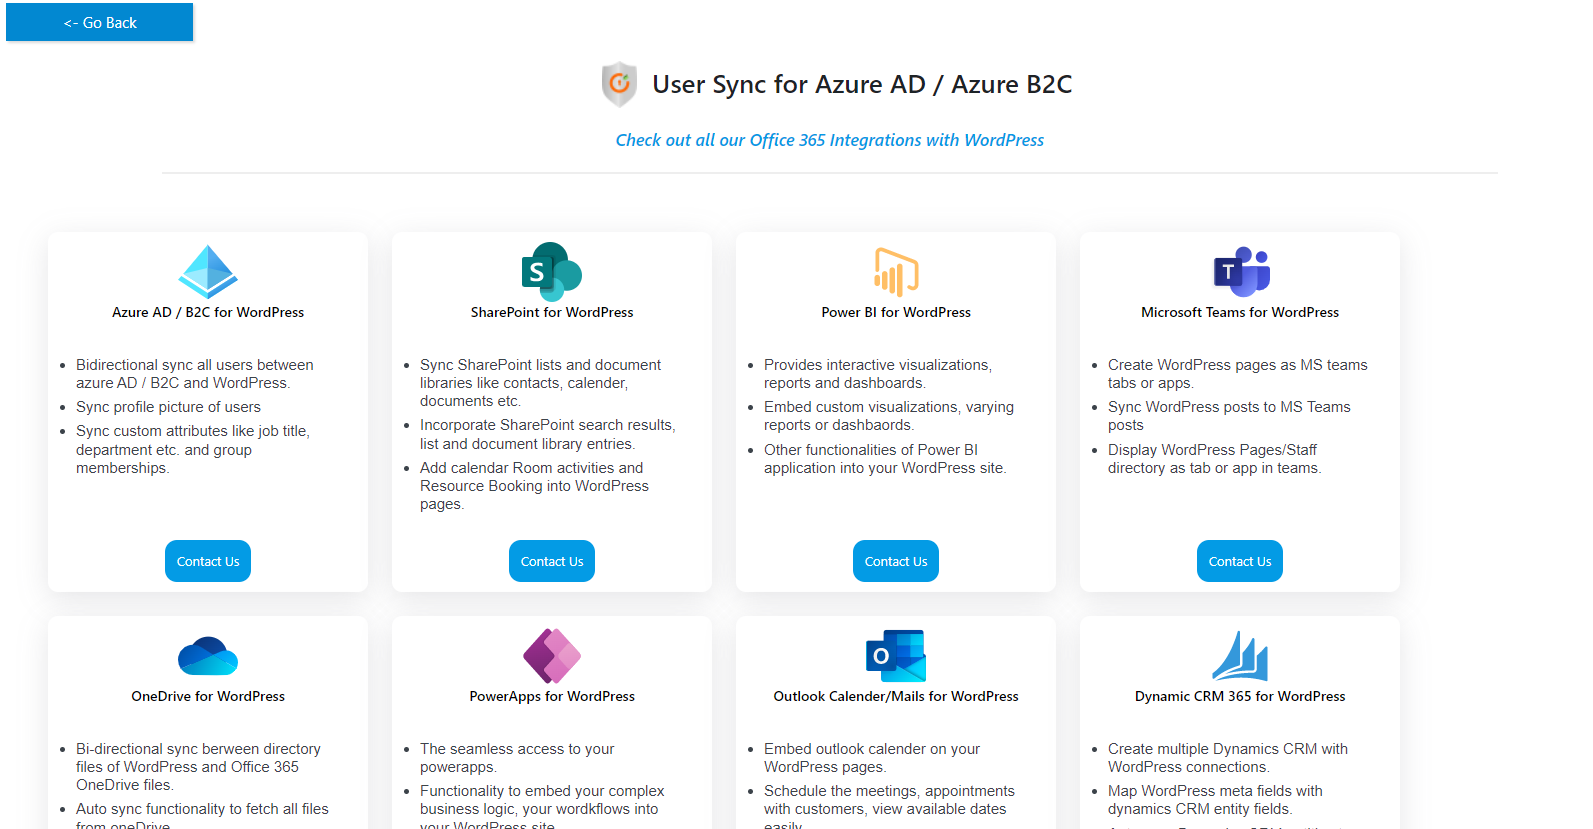 <- Go Back
User Sync for Azure AD / Azure B2C
Check out all our Office 365 Integrations with WordPress
Azure AD / B2C for WordPress
Bidirectional sync all users between
azure AD / B2C and WordPress.
Sync profile picture of users
Sync custom attributes like job title,
department etc. and group
memberships.
Contact Us
S
SharePoint for WordPress
Sync SharePoint lists and document
libraries like contacts, calender,
documents etc.
Incorporate SharePoint search results,
list and document library entries.
Add calendar Room activities and
Resource Booking into WordPress
pages.
Contact Us
Power BI for WordPress
Provides interactive visualizations,
reports and dashboards.
Embed custom visualizations, varying
reports or dashbaords.
Other functionalities of Power BI
application into your WordPress site.
Contact Us
T
Microsoft Teams for WordPress
Create WordPress pages as MS teams
tabs or apps.
Sync WordPress posts to MS Teams
posts
Display WordPress Pages/Staff
directory as tab or app in teams.
Contact Us
OneDrive for WordPress
Bi-directional sync berween directory
files of WordPress and Office 365
OneDrive files.
Auto sync functionality to fetch all files
from oneDrive
PowerApps for WordPress
The seamless access to your
powerapps.
Functionality to embed your complex
business logic, your wordkflows into
your WordPress site
O
Outlook Calender/Mails for WordPress
Embed outlook calender on your
WordPress pages.
Schedule the meetings, appointments
with customers, view available dates
easily
Dynamic CRM 365 for WordPress
Create multiple Dynamics CRM with
WordPress connections.
Map WordPress meta fields with
dynamics CRM entity fields.